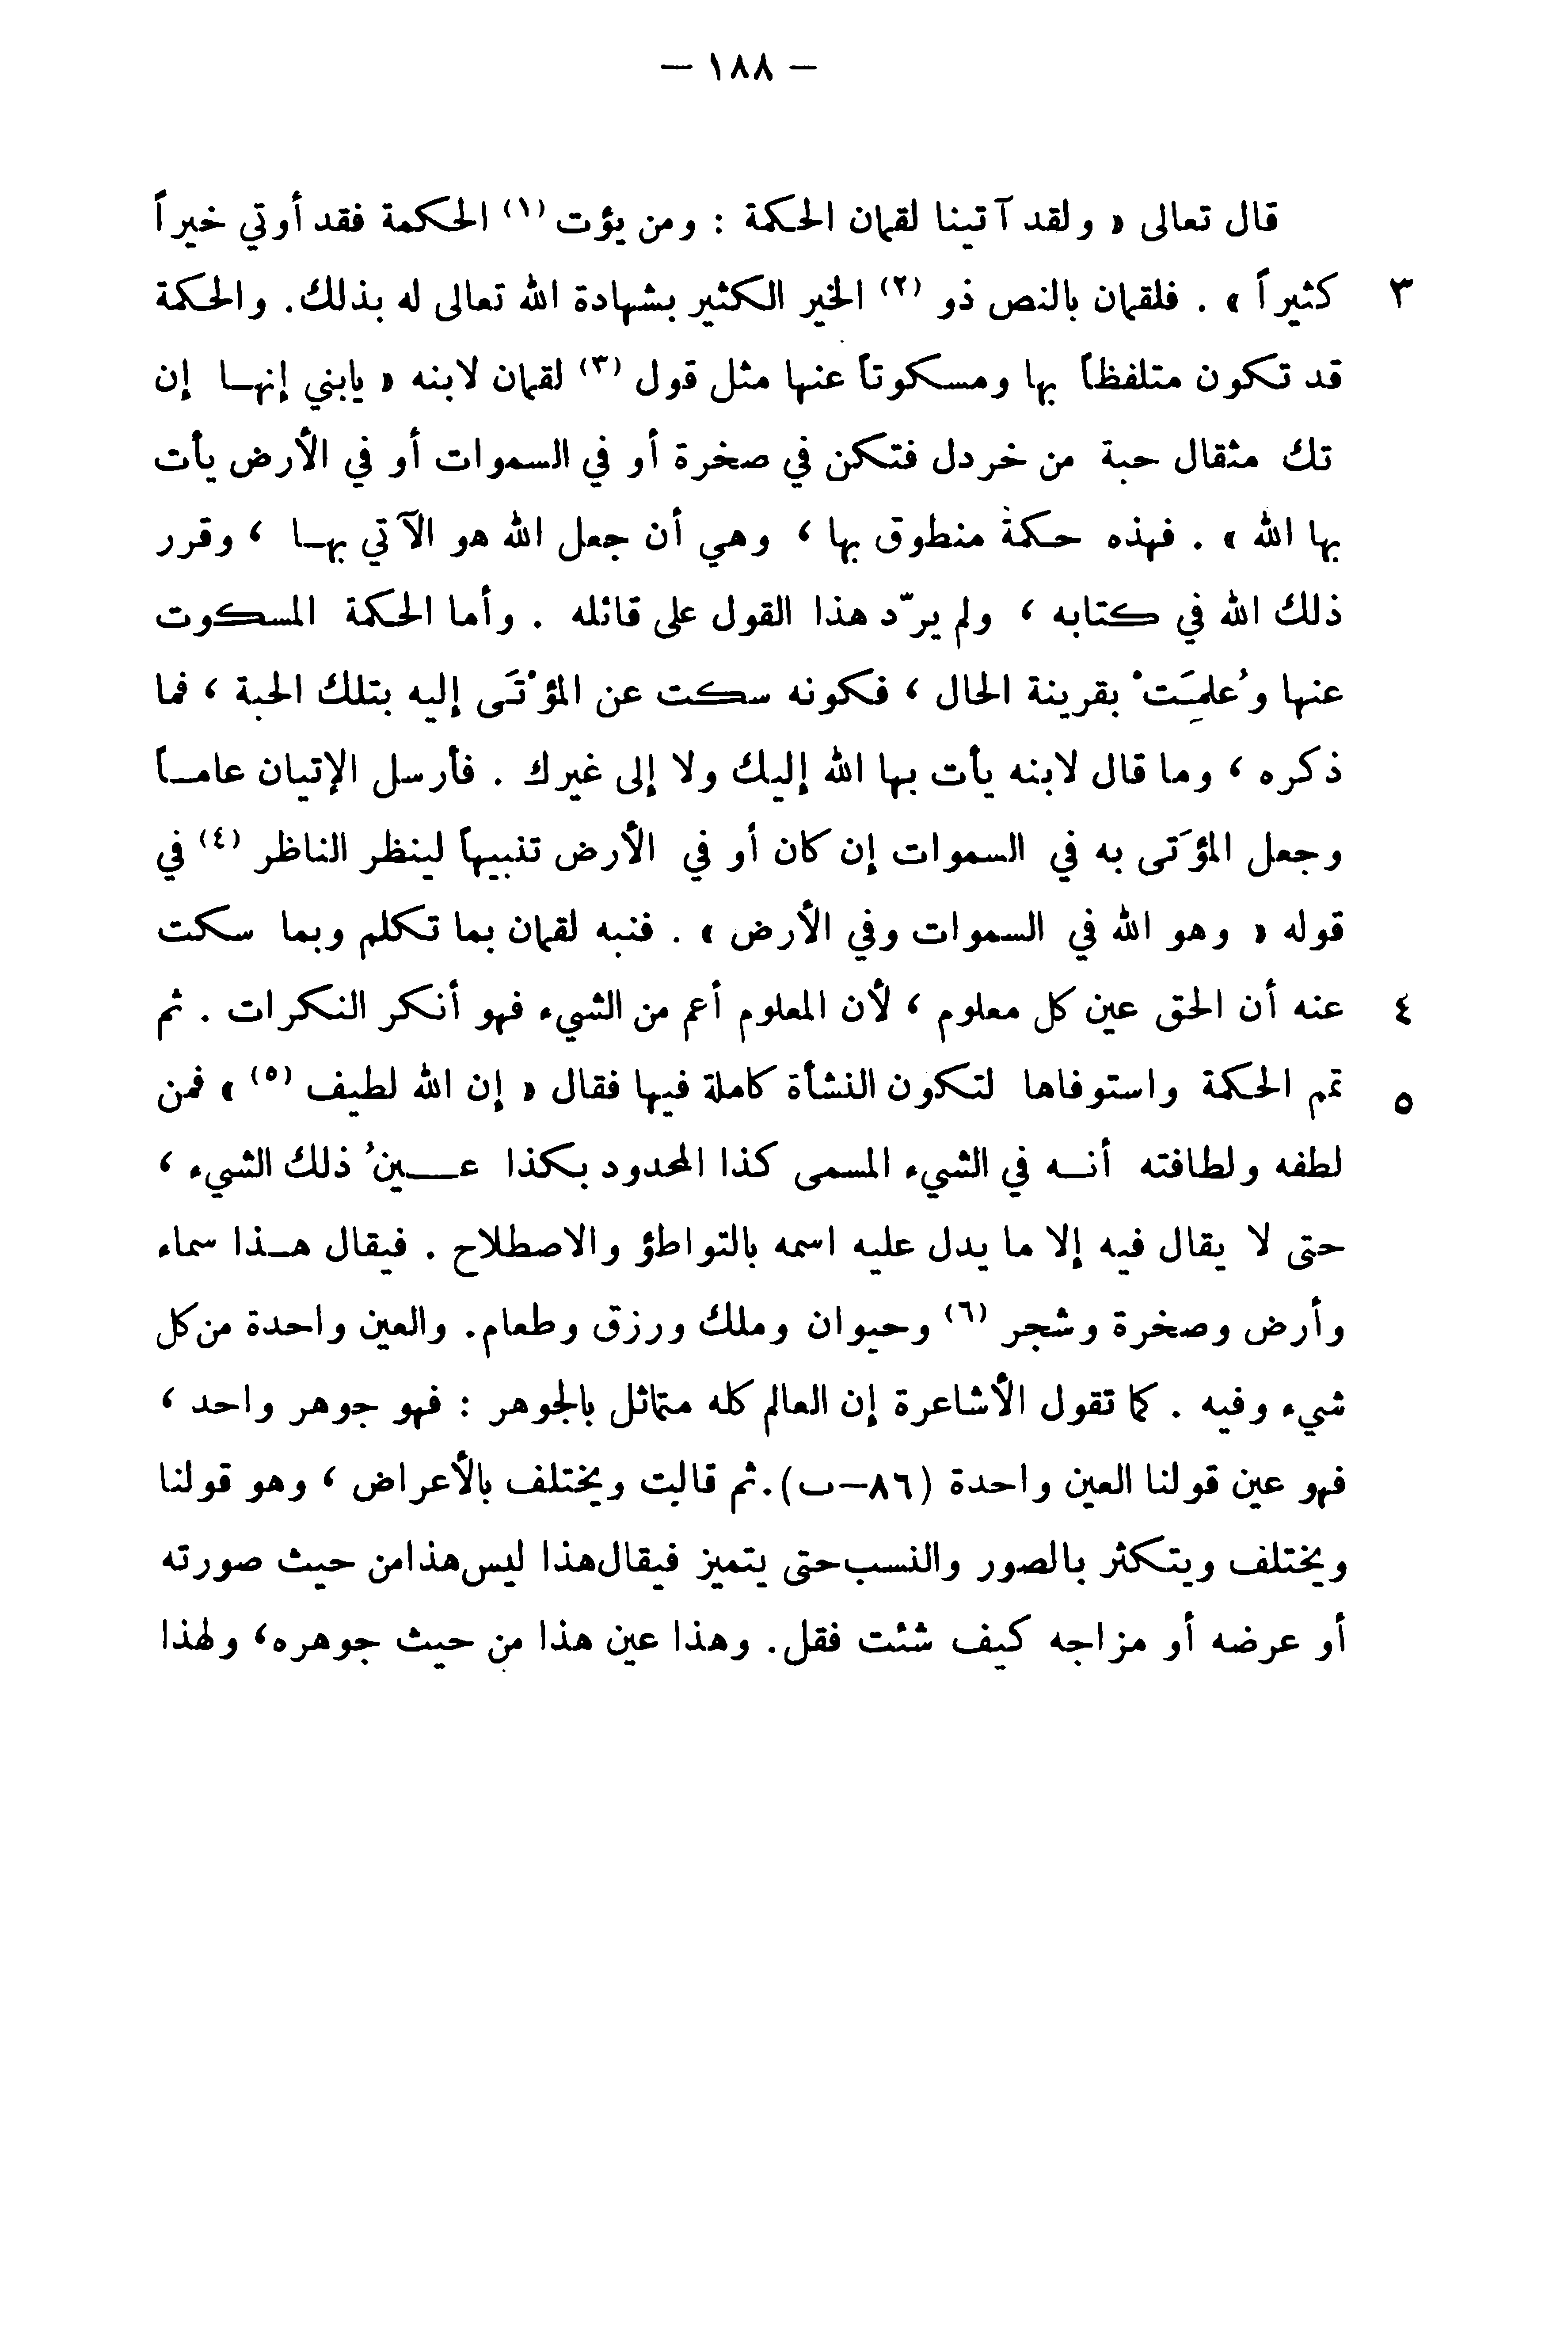 — ١٨٨ —
قال تعالى « ولقد آتينا لقمان الحكمة : ومن يؤت (١) الحكمة فقد أوتي خيراً
٣ كثيراً » . فلقمان بالنص ذو (٢) الخير الكثير بشهادة الله تعالى له بذلك. والحكمة
قد تكون متلفظاً بها ومسكوتاً عنها مثل قول (٣) لقمان لابنه « يابني إنهـا إن
تك مثقال حبة من خردل فتكن في صخرة أو في السموات أو في الأرض يأت
بها الله » . فهذه حكمة منطوق بها ، وهي أن جعل الله هو الآتي بهـا ، وقرر
ذلك الله في كتابه ، ولم يردّ هذا القول على قائله . وأما الحكمة المسكوت
عنها وعُلِمَتْ بقرينة الحال ، فكونه سكت عن المؤْتَى إليه بتلك الحبة ، فما
ذكره ، وما قال لابنه يأت بها الله إليك ولا إلى غيرك . فأرسل الإتيان عامـاً
وجعل المؤتَى به في السموات إن كان أو في الأرض تنبيهاً لينظر الناظر (٤) في
قوله « وهو الله في السموات وفي الأرض » . فنبه لقمان بما تكلم وبما سكت
٤ عنه أن الحق عين كل معلوم ، لأن المعلوم أعم من الشيء فهو أنكر النكرات . ثم
٥ تمم الحكمة واستوفاها لتكون النشأة كاملة فيها فقال « إن الله لطيف (٥) » فمن
لطفه ولطافته أنـه في الشيء المسمى كذا المحدود بكذا عــينُ ذلك الشيء ،
حتى لا يقال فيه إلا ما يدل عليه اسمه بالتواطؤ والاصطلاح . فيقال هـذا سماء
وأرض وصخرة وشجر (٦) وحيوان وملك ورزق وطعام. والعين واحدة من كل
شيء وفيه . كما تقول الأشاعرة إن العالم كله متماثل بالجوهر : فهو جوهر واحد ،
فهو عين قولنا العين واحدة (٨٦–ب).ثم قالت ويختلف بالأعراض ، وهو قولنا
ويختلف ويتكثر بالصور والنسب حتى يتميز فيقال هذا ليس هذا من حيث صورته
أو عرضه أو مزاجه كيف شئت فقل. وهذا عين هذا من حيث جوهره، ولهذا